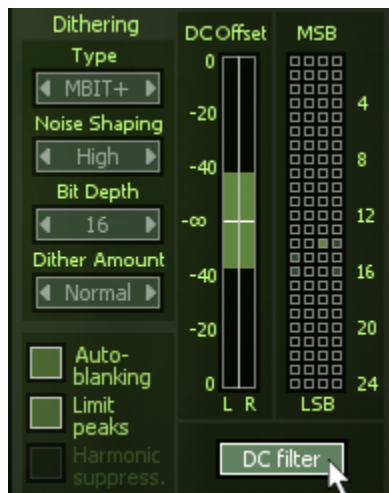 Dithering
Type
MBIT+
Noise Shaping
High
Bit Depth
16
Dither Amount
Normal
Auto-
blanking
Limit
peaks
Harmonic
suppress.
DC Offset
0
-20
-40
-∞
-40
-20
0
L R
MSB
4
8
12
16
20
24
LSB
DC filter